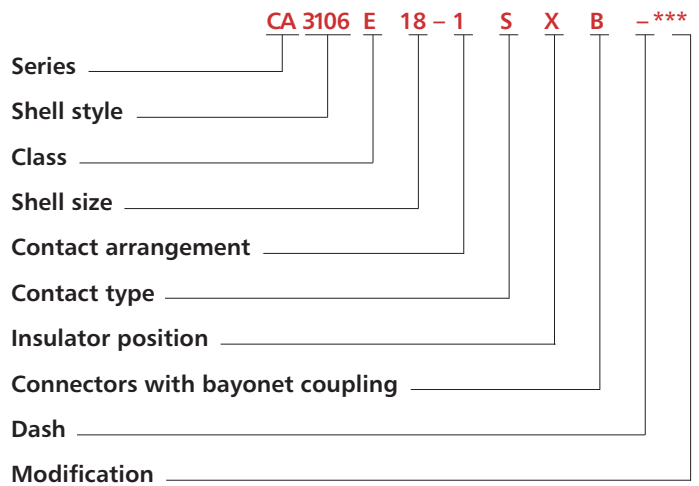 CA 3106 E 18 – 1 S X B – ***
Series
Shell style
Class
Shell size
Contact arrangement
Contact type
Insulator position
Connectors with bayonet coupling
Dash
Modification